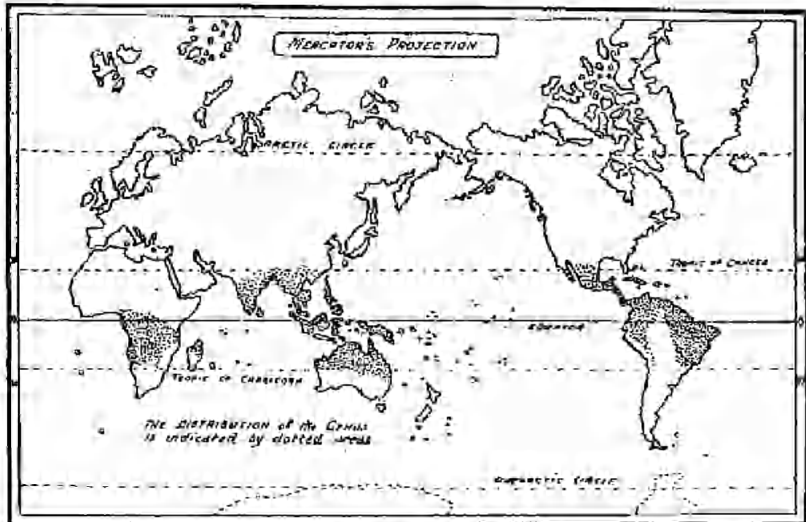 MERCATOR'S PROJECTION
ARCTIC CIRCLE
TROPIC OF CANCER
EQUATOR
TROPIC OF CAPRICORN
THE DISTRIBUTION of the GENUS
is indicated by dotted areas
ANTARCTIC CIRCLE